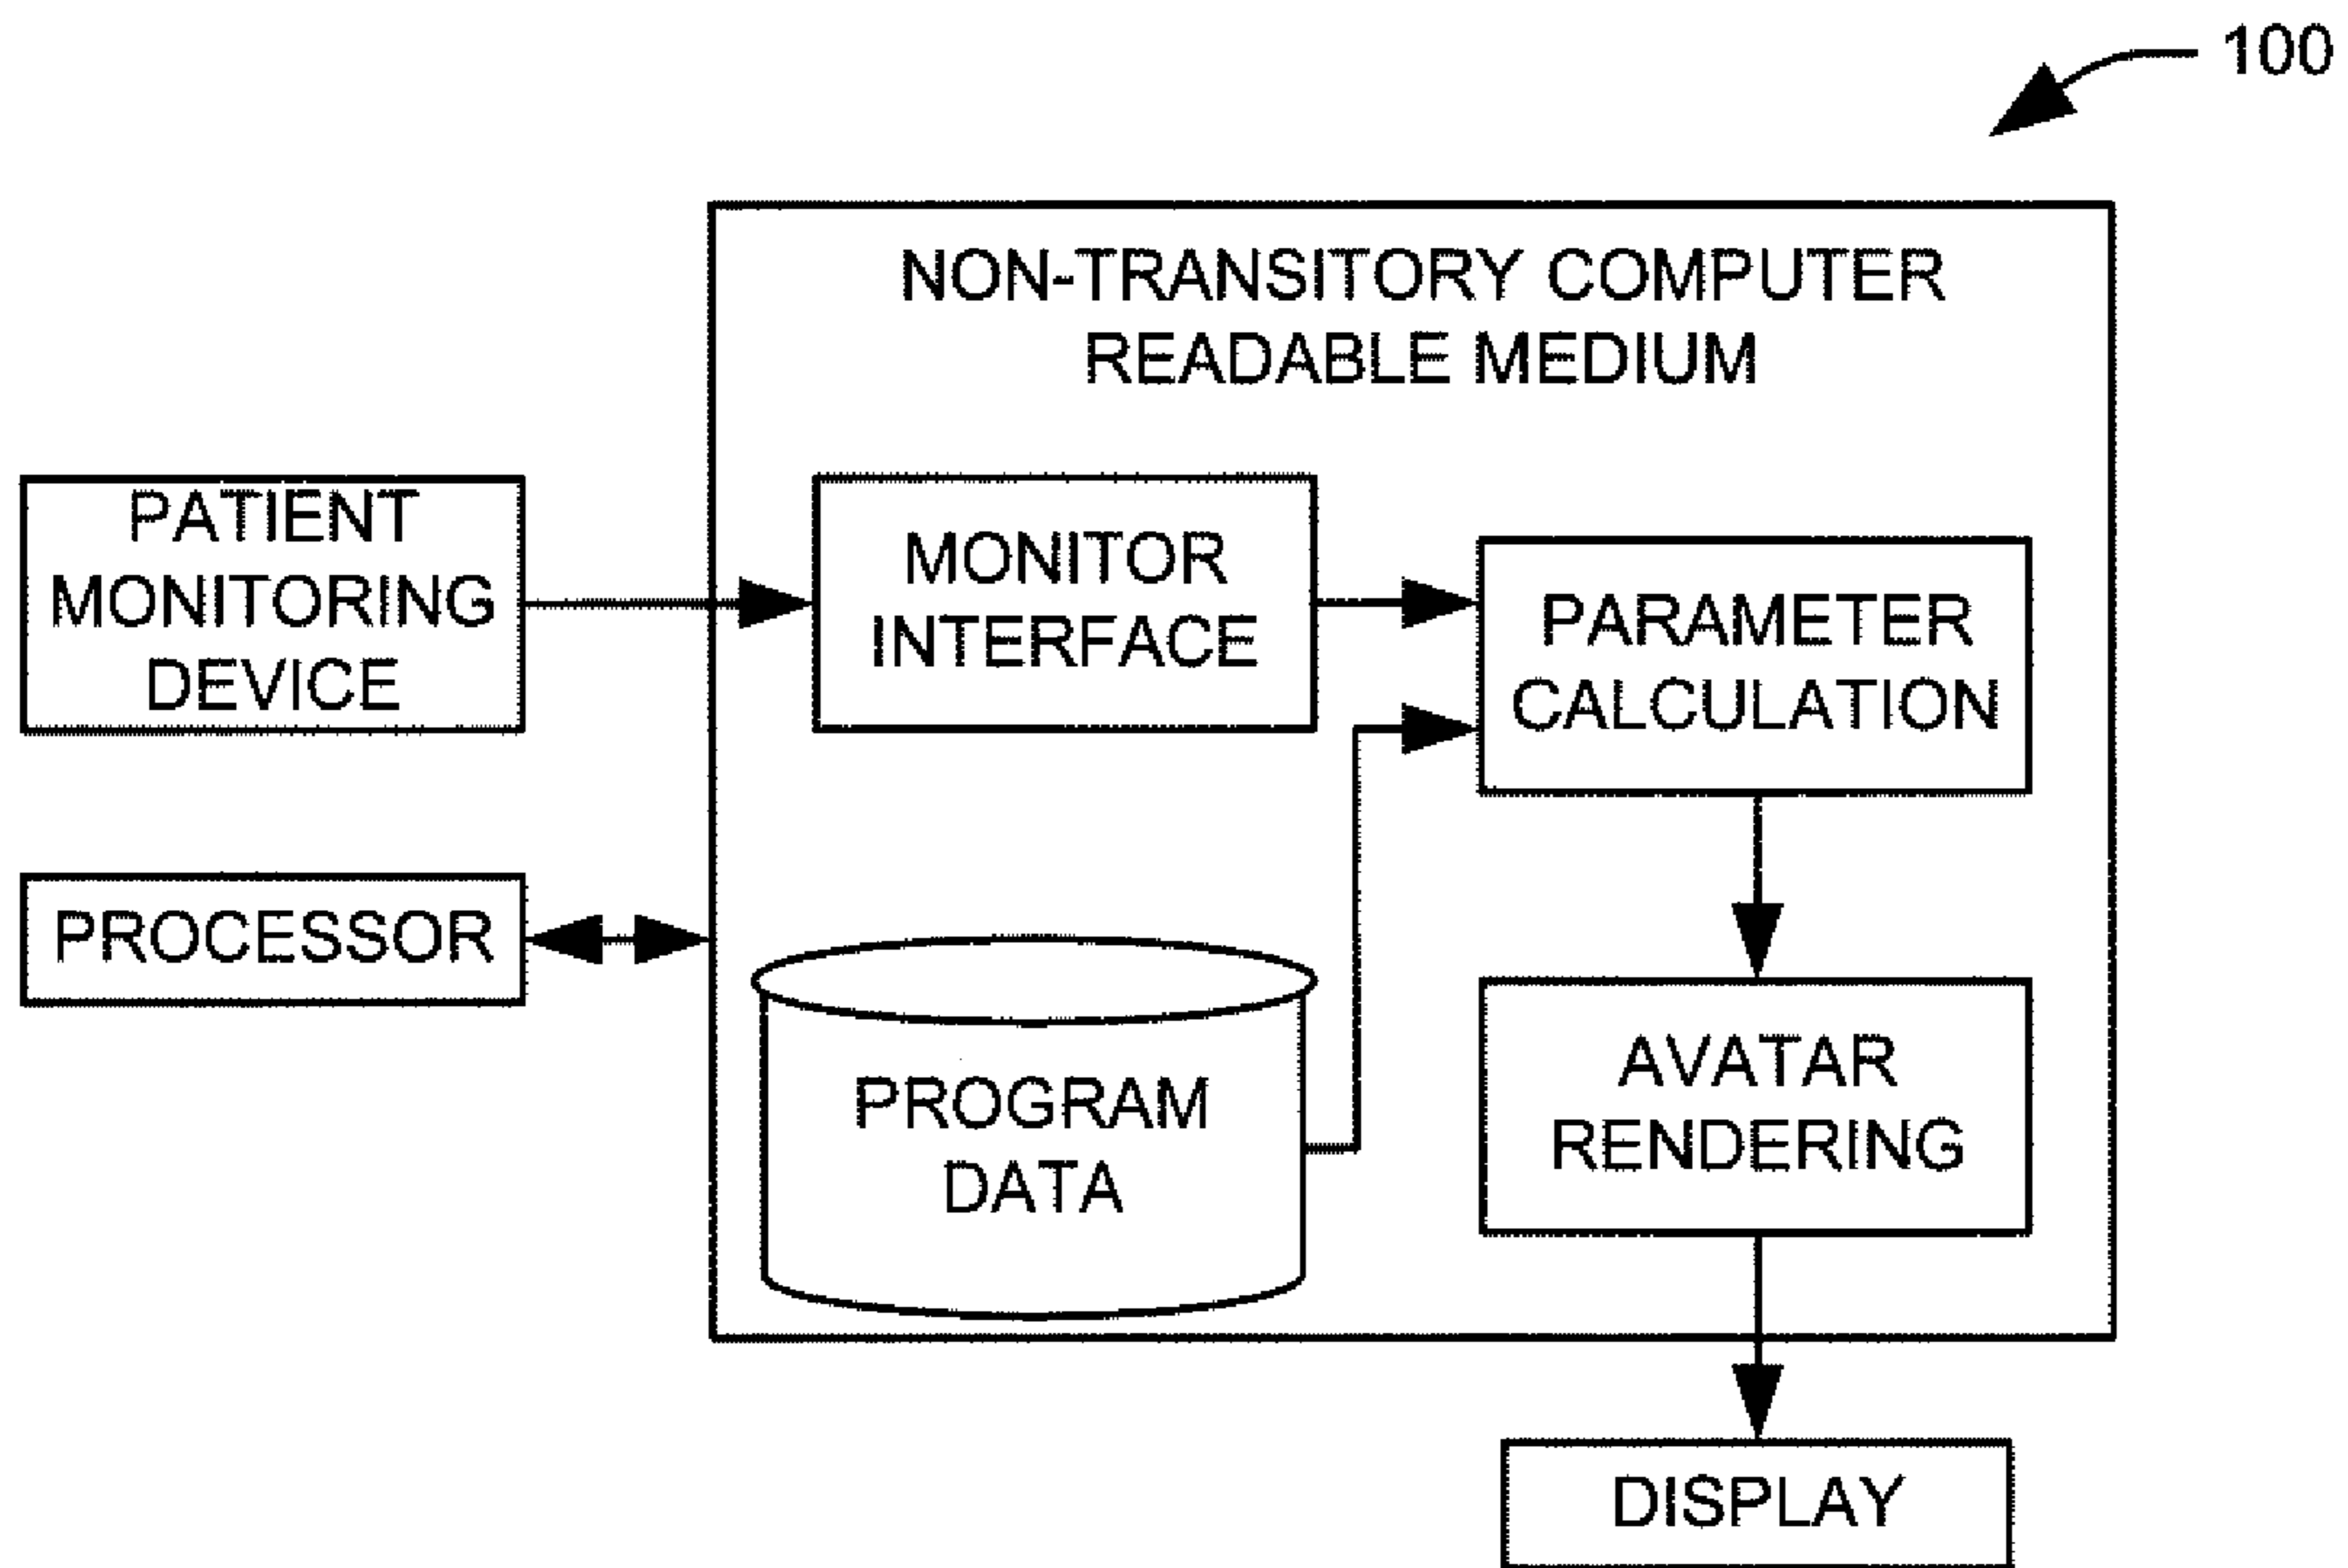 100
NON-TRANSITORY COMPUTER
READABLE MEDIUM
PATIENT
MONITORING
DEVICE
MONITOR
INTERFACE
PARAMETER
CALCULATION
PROCESSOR
PROGRAM
DATA
AVATAR
RENDERING
DISPLAY